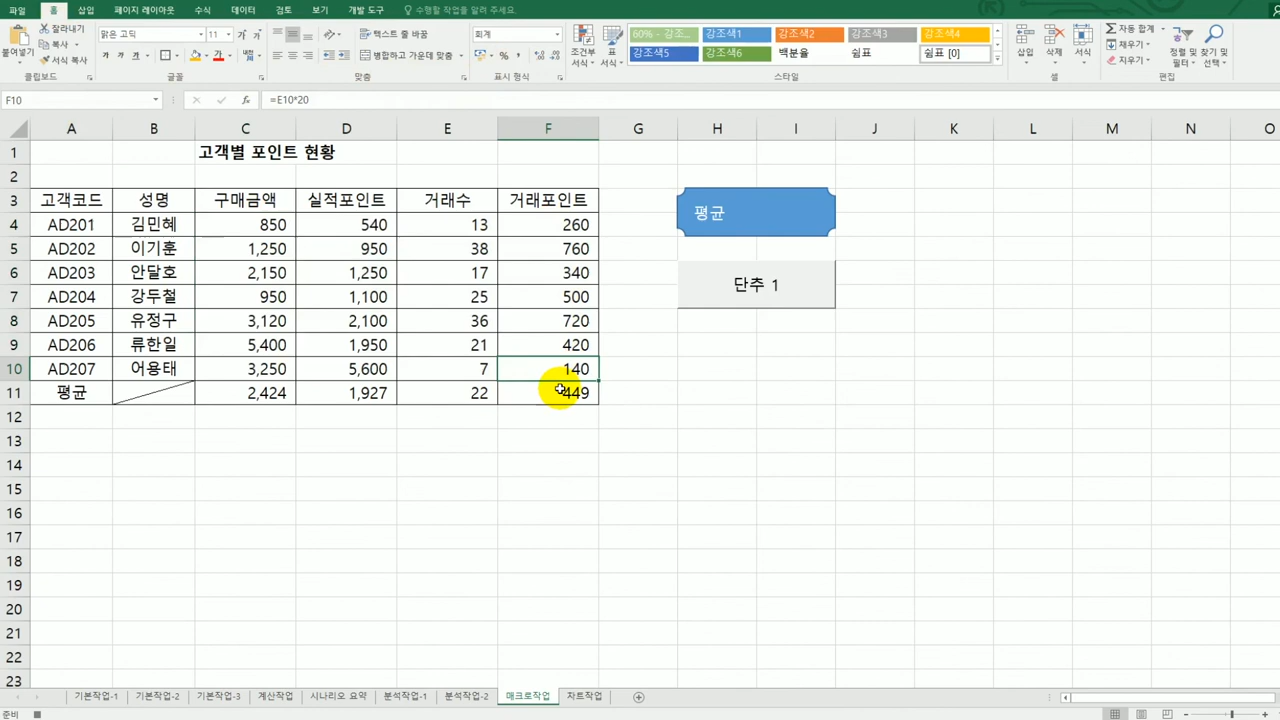 파일 홈 삽입 페이지 레이아웃 수식 데이터 검토 보기 개발 도구 수행할 작업을 알려 주세요.
잘라내기 맑은 고딕 11 텍스트 줄 바꿈 회계 60% - 강조... 강조색1 강조색2 강조색3 강조색4 자동 합계
붙여넣기 복사 조건부 서식 표 서식 삽입 삭제 서식 채우기 정렬 및 필터 찾기 및 선택
서식 복사 가 가 가 병합하고 가운데 맞춤 % 강조색5 강조색6 백분율 쉼표 쉼표 [0] 지우기
클립보드 글꼴 맞춤 표시 형식 스타일 셀 편집
F10 fx =E10*20
A B C D E F G H I J K L M N O
1 고객별 포인트 현황
2
3 고객코드 성명 구매금액 실적포인트 거래수 거래포인트 평균
4 AD201 김민혜 850 540 13 260
5 AD202 이기훈 1,250 950 38 760
6 AD203 안달호 2,150 1,250 17 340 단추 1
7 AD204 강두철 950 1,100 25 500
8 AD205 유정구 3,120 2,100 36 720
9 AD206 류한일 5,400 1,950 21 420
10 AD207 어용태 3,250 5,600 7 140
11 평균 2,424 1,927 22 449
12
13
14
15
16
17
18
19
20
21
22
23
기본작업-1 기본작업-2 기본작업-3 계산작업 시나리오 요약 분석작업-1 분석작업-2 매크로작업 차트작업
준비